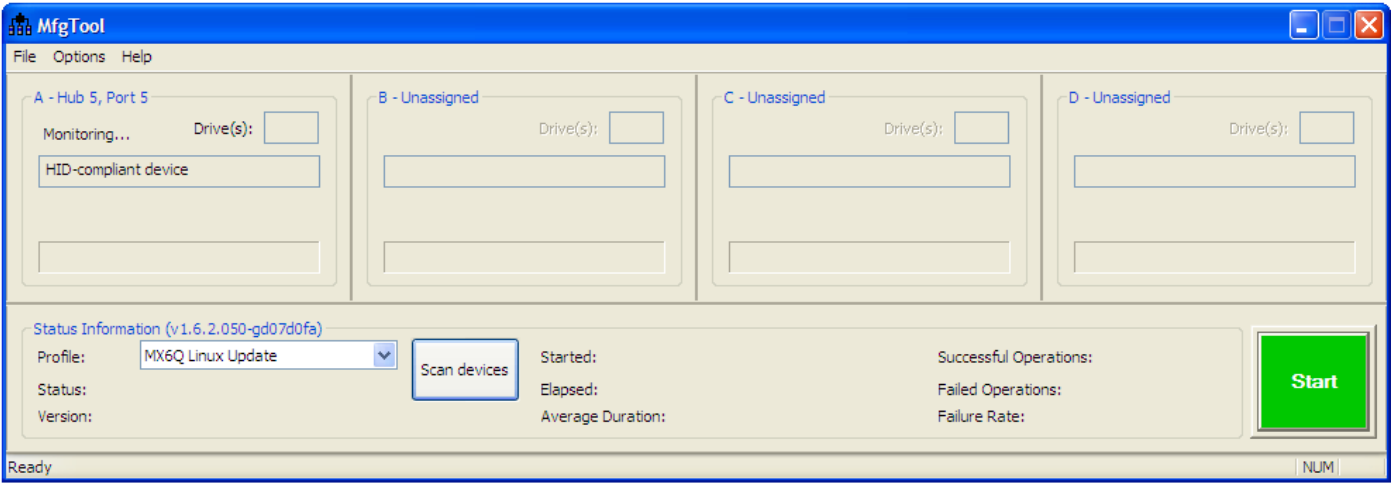 MfgTool
File Options Help
A - Hub 5, Port 5
Monitoring... Drive(s):
HID-compliant device
B - Unassigned
Drive(s):
C - Unassigned
Drive(s):
D - Unassigned
Drive(s):
Status Information (v1.6.2.050-gd07d0fa)
Profile: MX6Q Linux Update
Status:
Version:
Scan devices
Started:
Elapsed:
Average Duration:
Successful Operations:
Failed Operations:
Failure Rate:
Start
Ready NUM